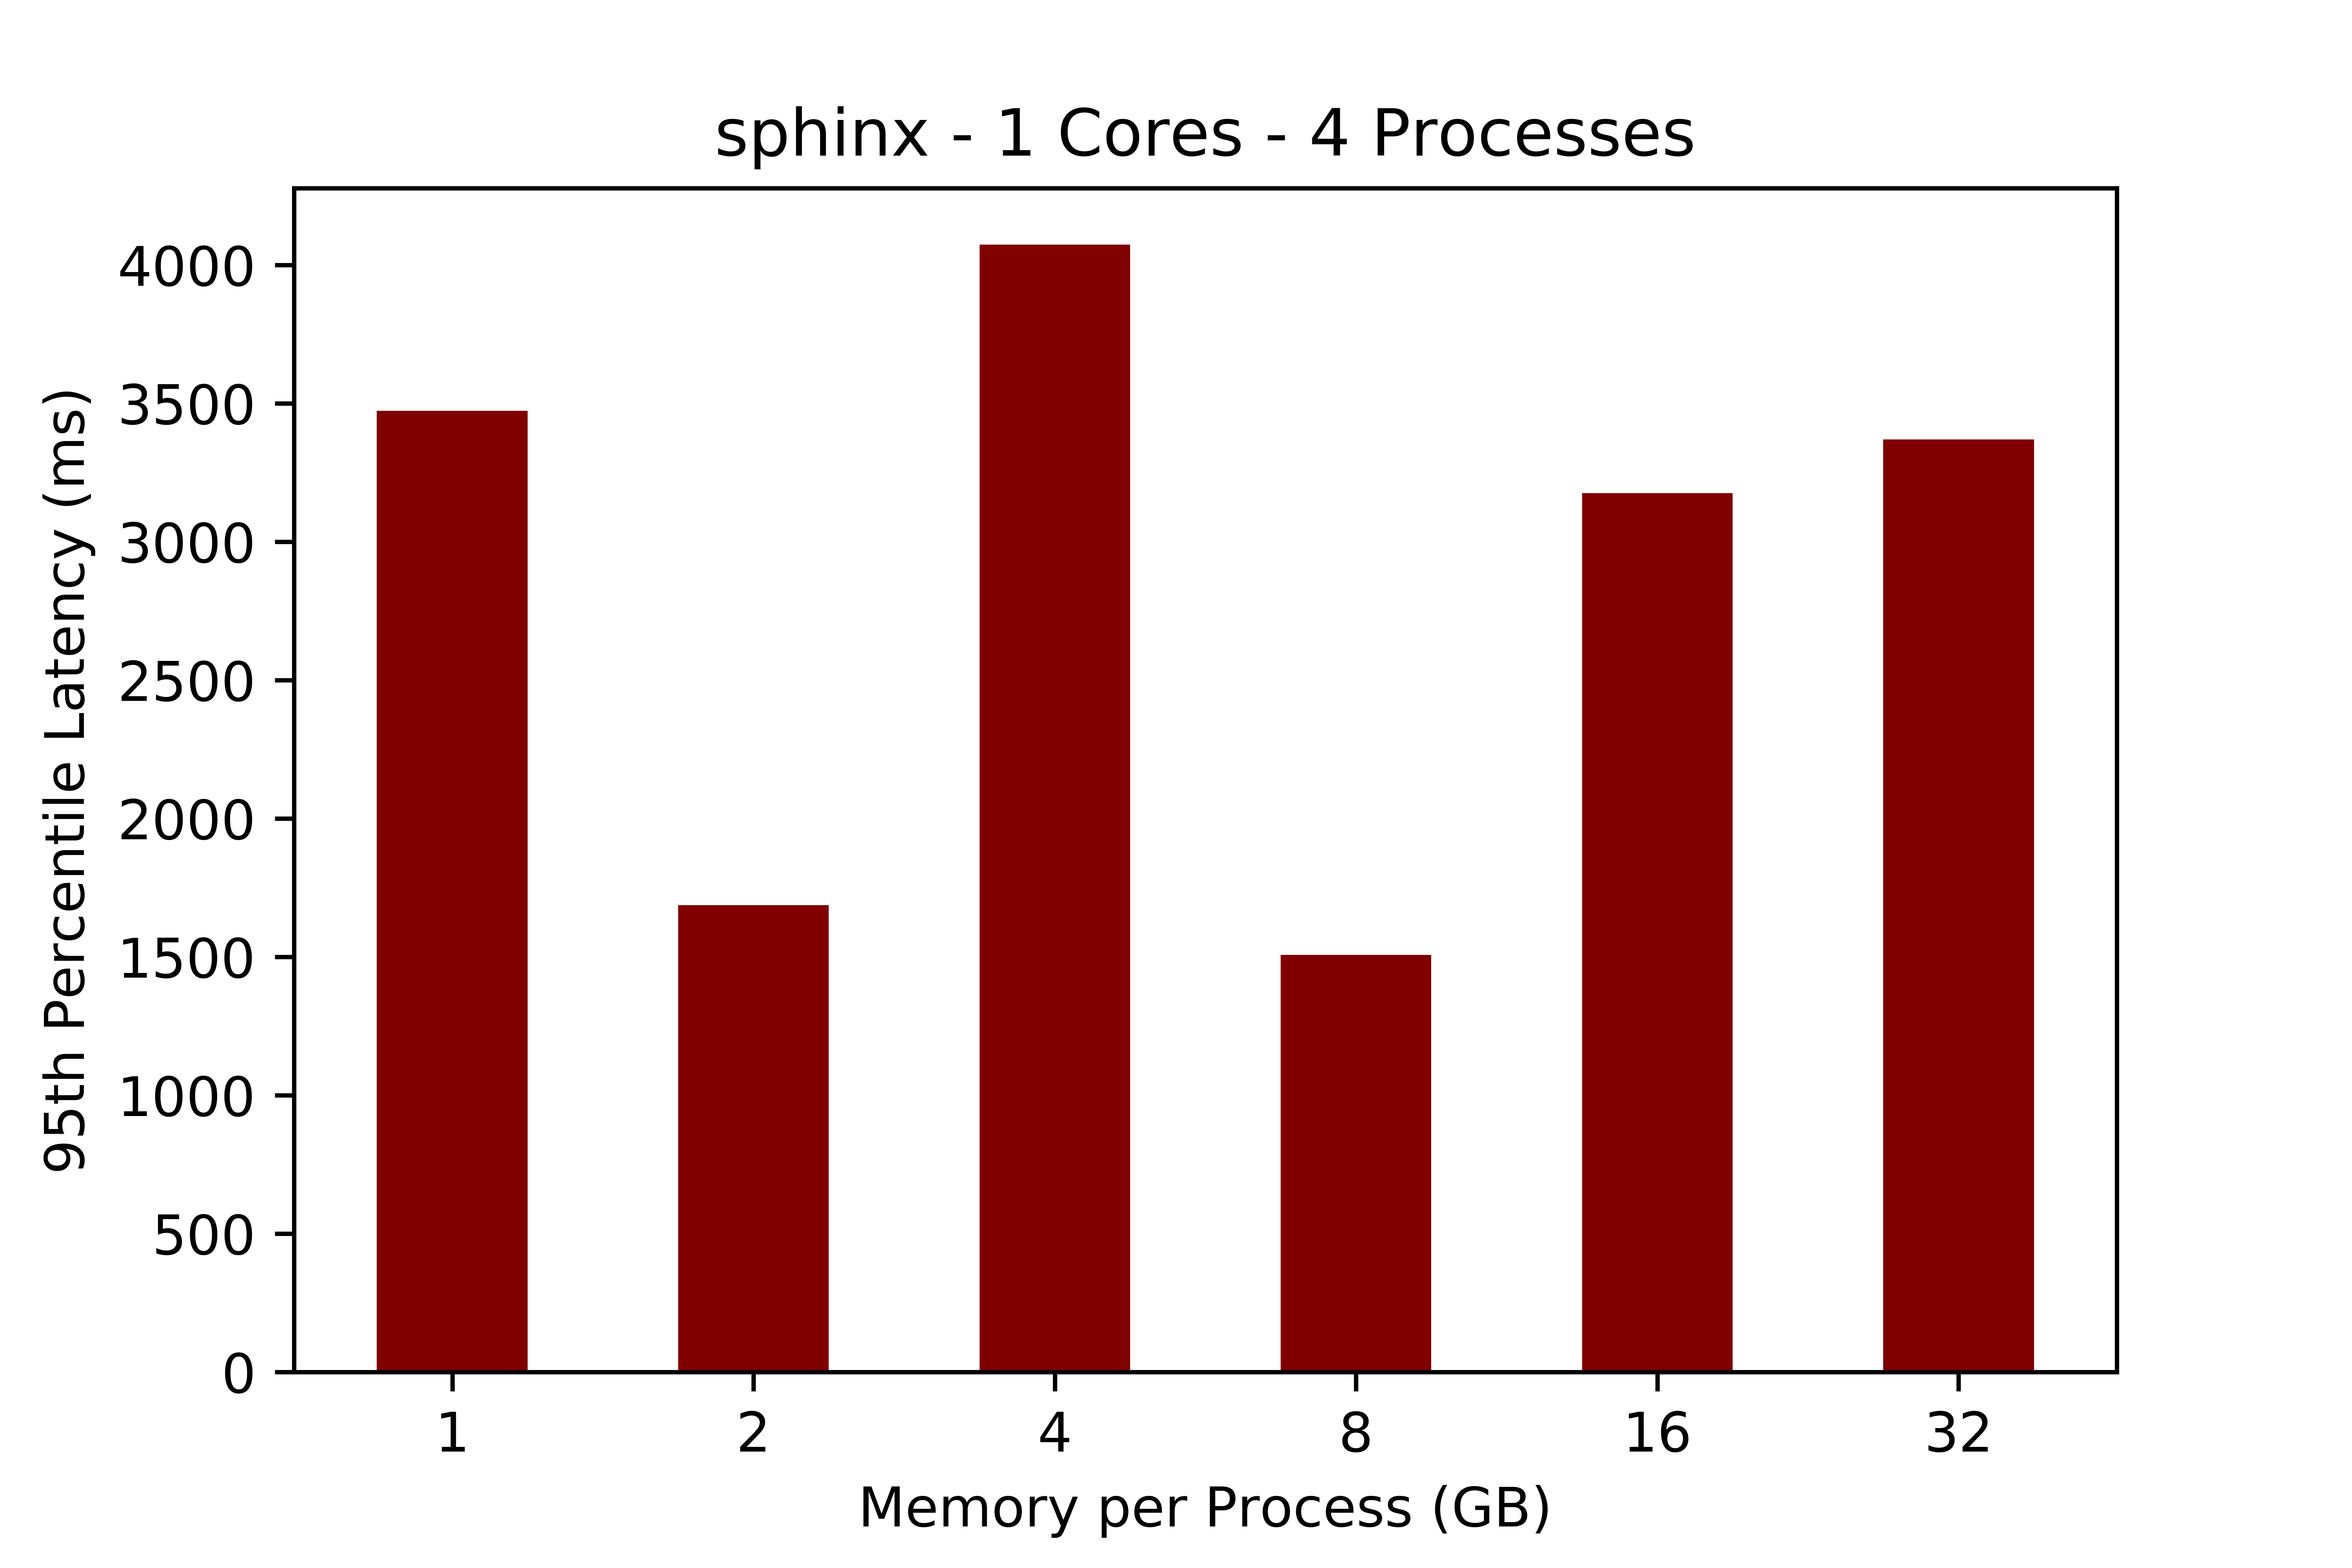 sphinx - 1 Cores - 4 Processes
95th Percentile Latency (ms)
4000
3500
3000
2500
2000
1500
1000
500
0
1 2 4 8 16 32
Memory per Process (GB)